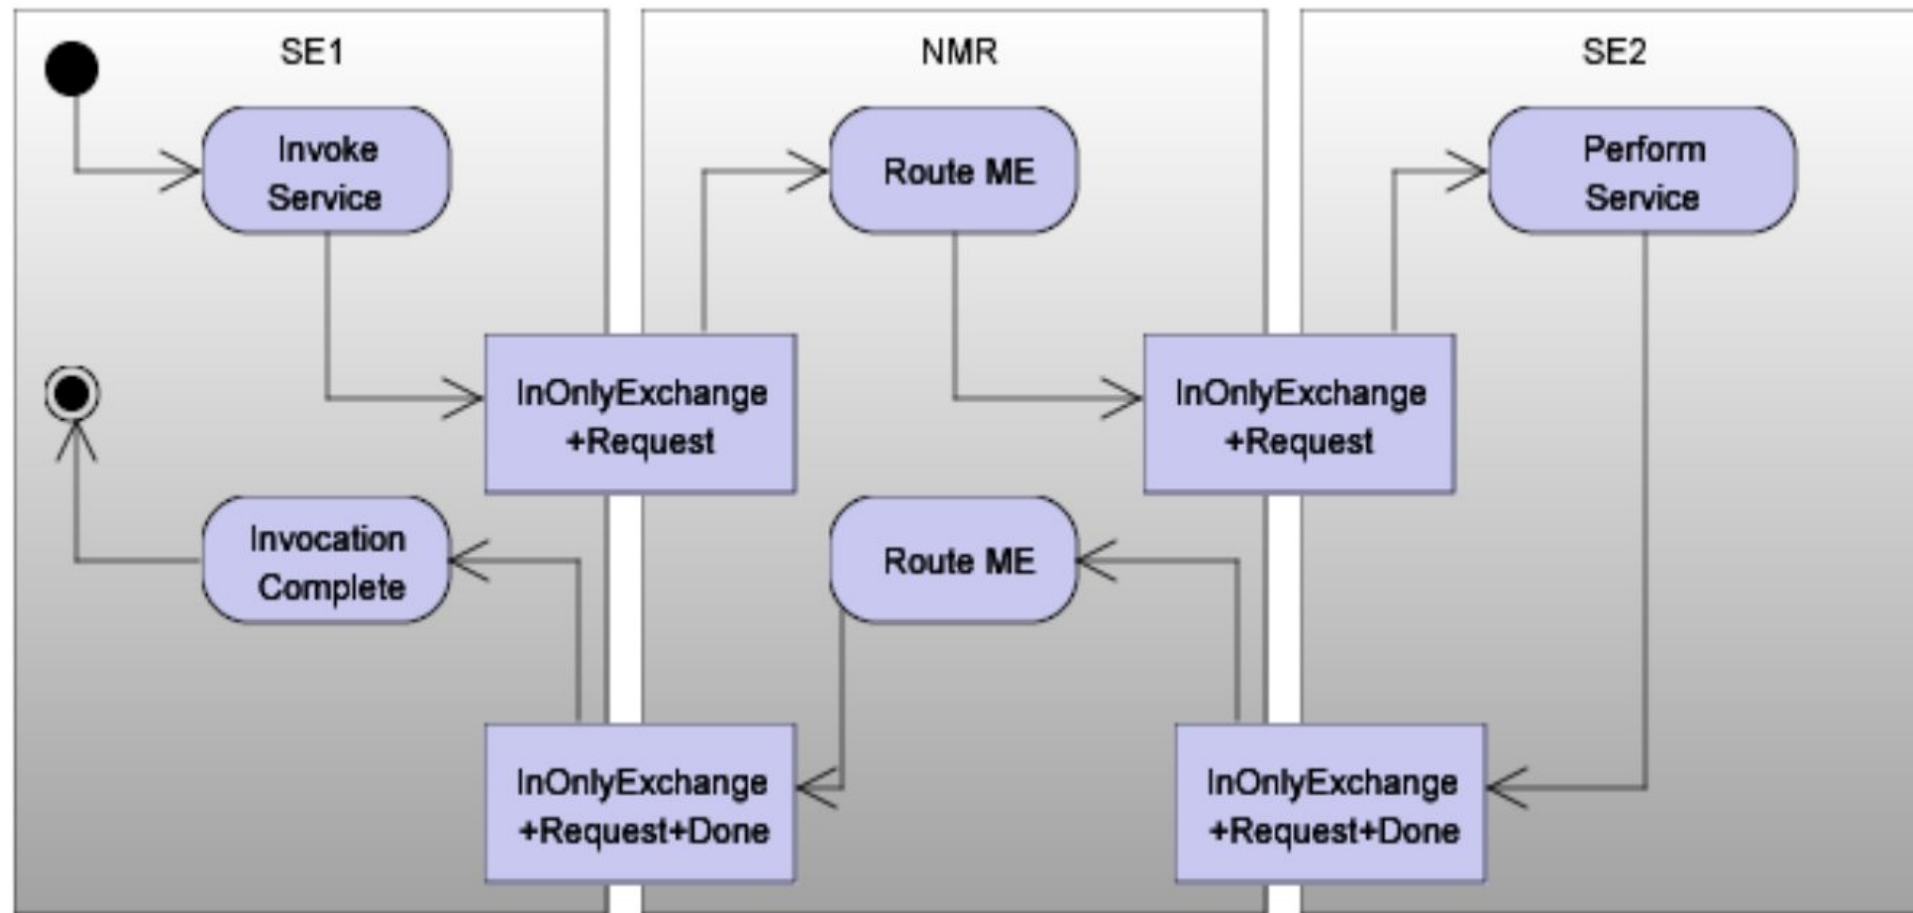 SE1
NMR
SE2
Invoke
Service
Route ME
Perform
Service
InOnlyExchange
+Request
InOnlyExchange
+Request
Invocation
Complete
Route ME
InOnlyExchange
+Request+Done
InOnlyExchange
+Request+Done